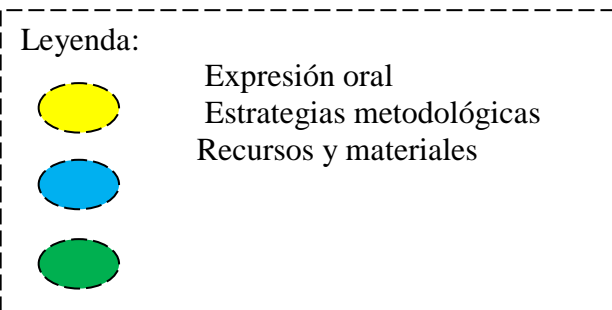 Leyenda:
Expresión oral
Estrategias metodológicas
Recursos y materiales